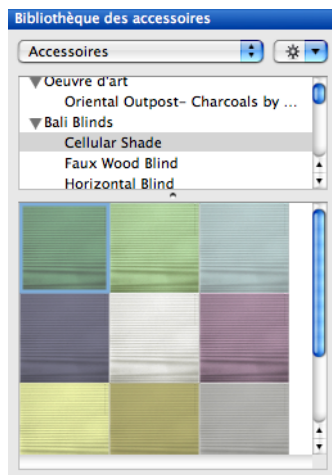 Bibliothèque des accessoires
Accessoires
Oeuvre d'art
Oriental Outpost- Charcoals by ...
Bali Blinds
Cellular Shade
Faux Wood Blind
Horizontal Blind